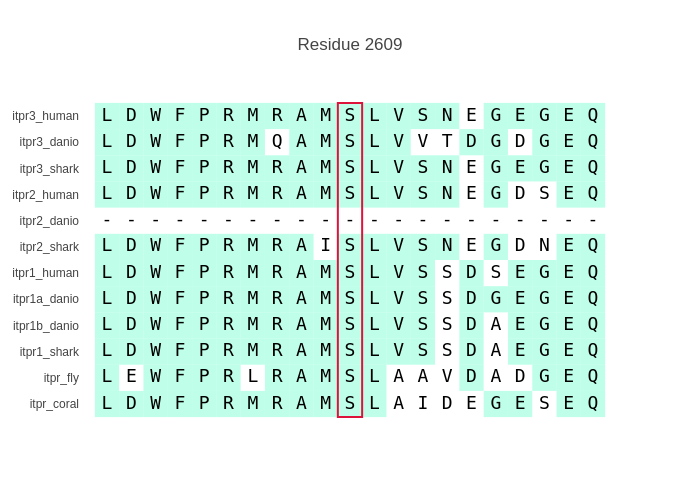 Residue 2609
itpr3_human L D W F P R M R A M S L V S N E G E G E Q
itpr3_danio L D W F P R M Q A M S L V V T D G D G E Q
itpr3_shark L D W F P R M R A M S L V S N E G E G E Q
itpr2_human L D W F P R M R A M S L V S N E G D S E Q
itpr2_danio - - - - - - - - - - - - - - - - - - - - -
itpr2_shark L D W F P R M R A I S L V S N E G D N E Q
itpr1_human L D W F P R M R A M S L V S S D S E G E Q
itpr1a_danio L D W F P R M R A M S L V S S D G E G E Q
itpr1b_danio L D W F P R M R A M S L V S S D A E G E Q
itpr1_shark L D W F P R M R A M S L V S S D A E G E Q
itpr_fly L E W F P R L R A M S L A A V D A D G E Q
itpr_coral L D W F P R M R A M S L A I D E G E S E Q